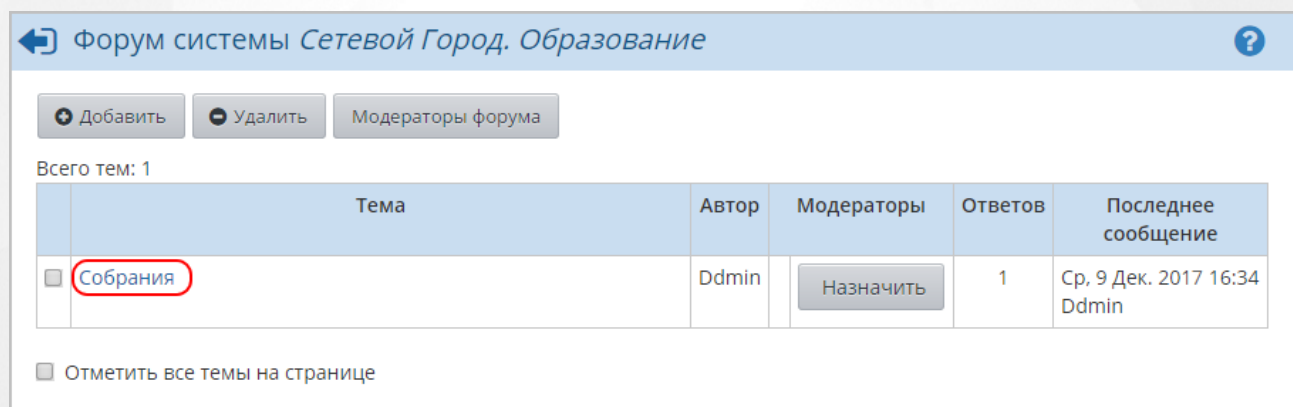 Форум системы Сетевой Город. Образование
Добавить Удалить Модераторы форума
Всего тем: 1
Тема Автор Модераторы Ответов Последнее
сообщение
Собрания Ddmin Назначить 1 Ср, 9 Дек. 2017 16:34
Ddmin
Отметить все темы на странице